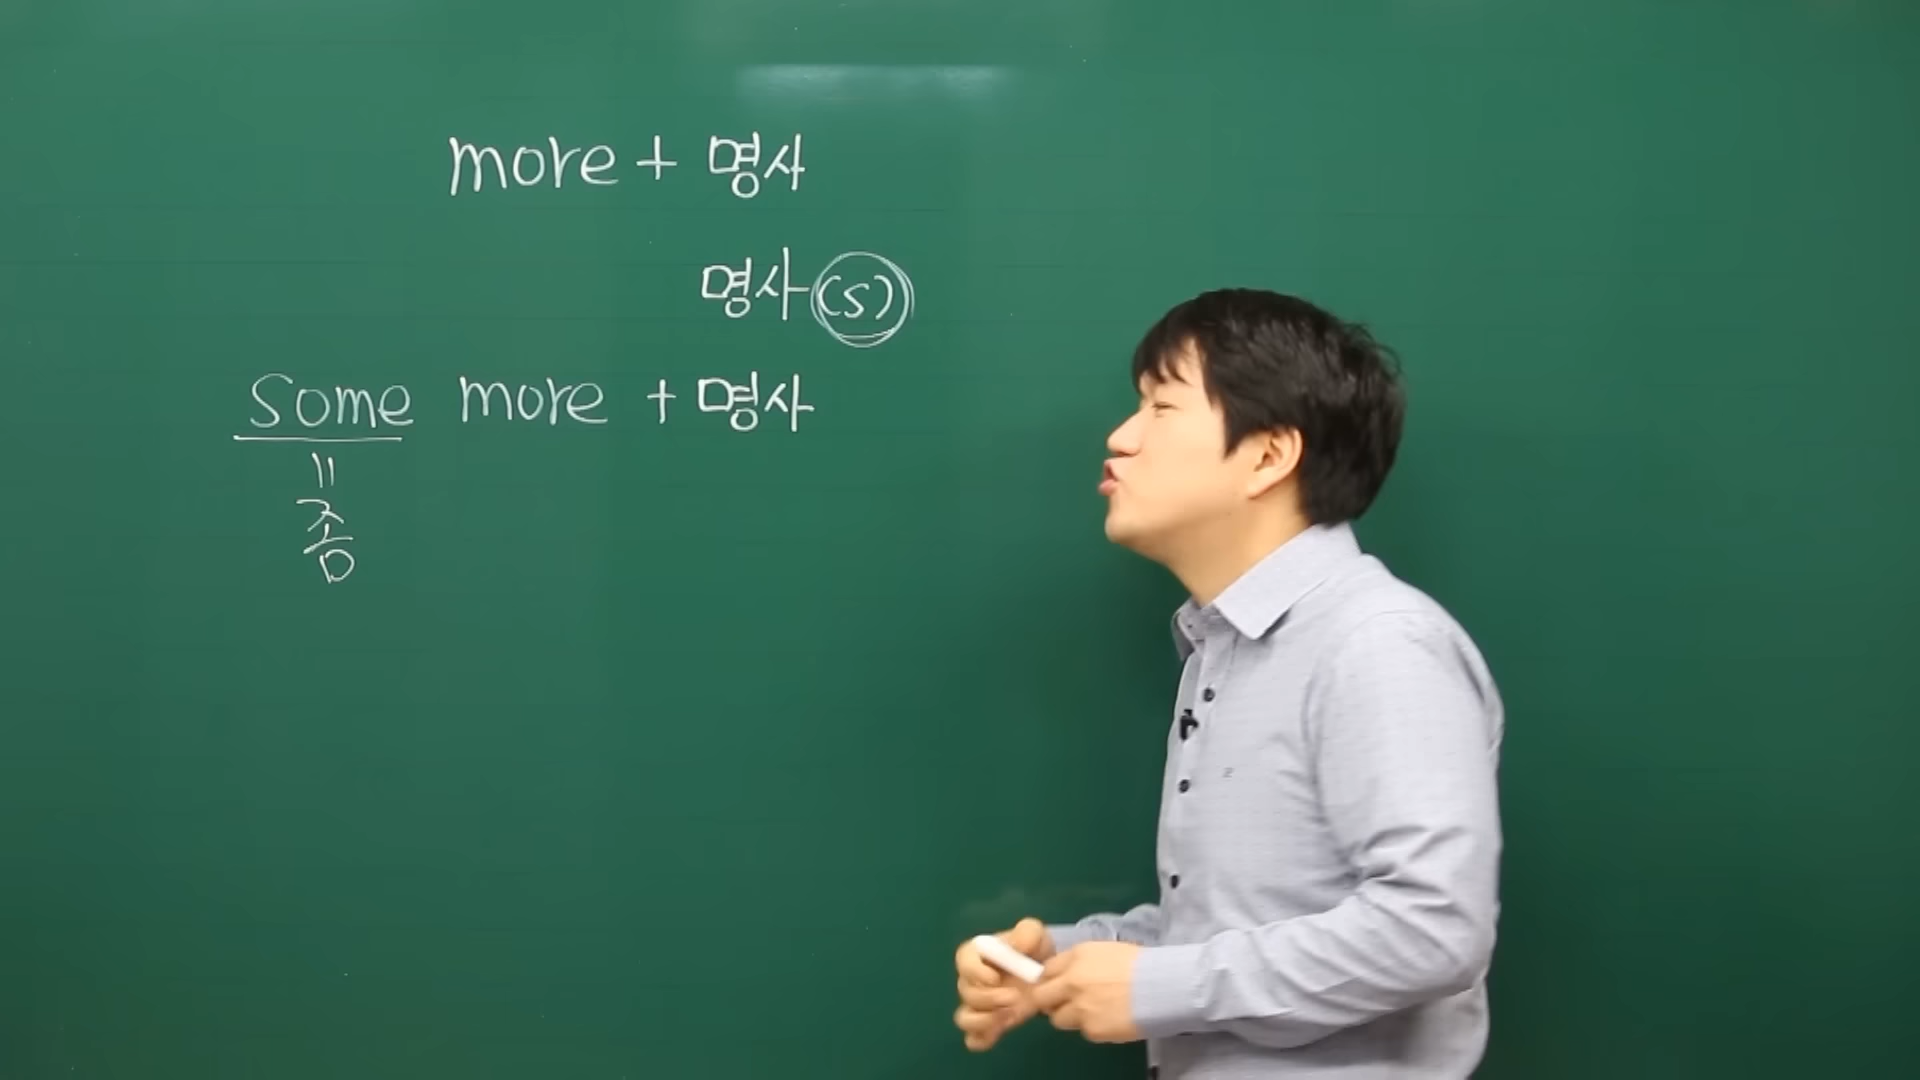 more + 명사
명사(s)
Some more + 명사
=
좀